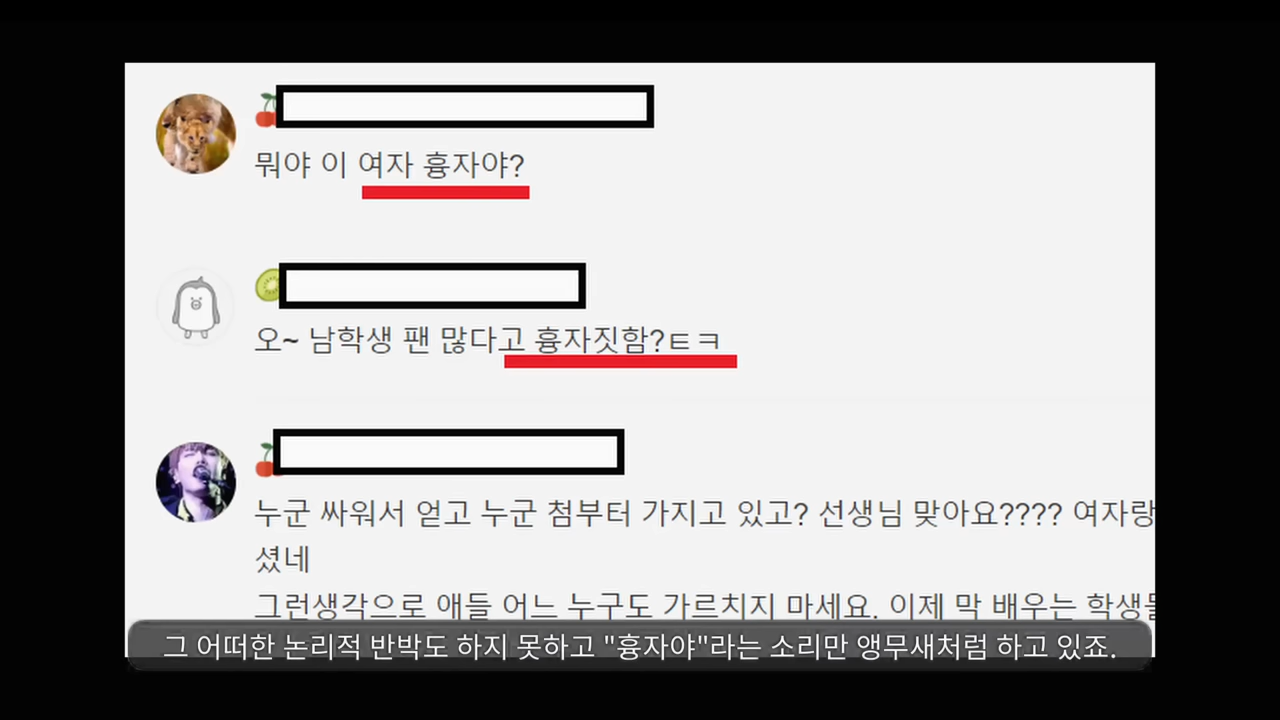 뭐야 이 여자 흉자야?
오~ 남학생 팬 많다고 흉자짓함?ㅌㅋ
누군 싸워서 얻고 누군 첨부터 가지고 있고? 선생님 맞아요???? 여자랑
셨네
그런생각으로 애들 어느 누구도 가르치지 마세요. 이제 막 배우는 학생들
그 어떠한 논리적 반박도 하지 못하고 "흉자야"라는 소리만 앵무새처럼 하고 있죠.